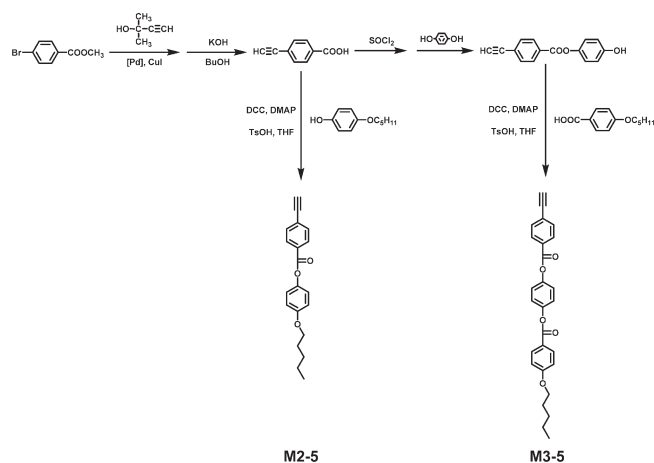 CH₃
HO-C-C≡CH
CH₃
Br
COOCH₃
[Pd], CuI
KOH
BuOH
HC≡C
COOH
SOCl₂
HO
OH
HC≡C
COO
OH
DCC, DMAP
TsOH, THF
HO
OC₅H₁₁
DCC, DMAP
TsOH, THF
HOOC
OC₅H₁₁
O
O
O
O
O
O
O
O
M2-5
M3-5